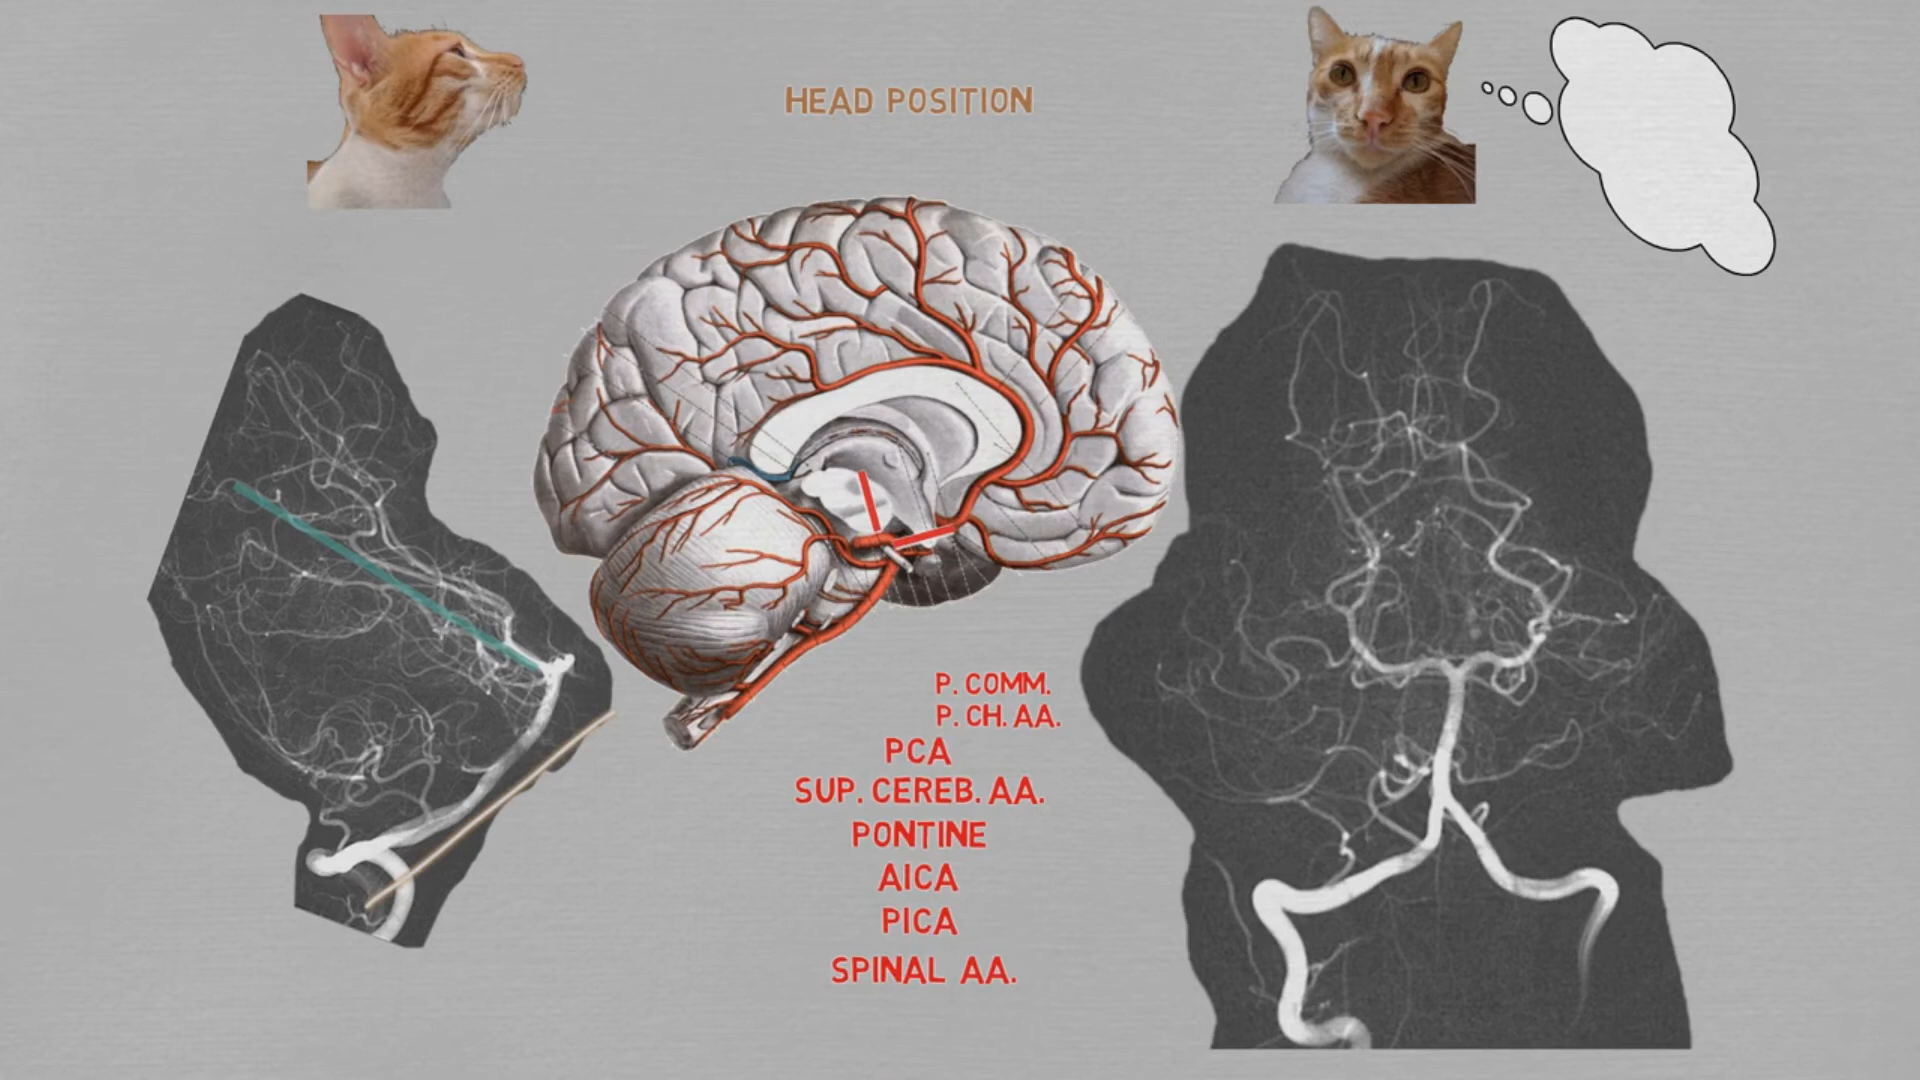 HEAD POSITION
P. COMM.
P. CH. AA.
PCA
SUP. CEREB. AA.
PONTINE
AICA
PICA
SPINAL AA.